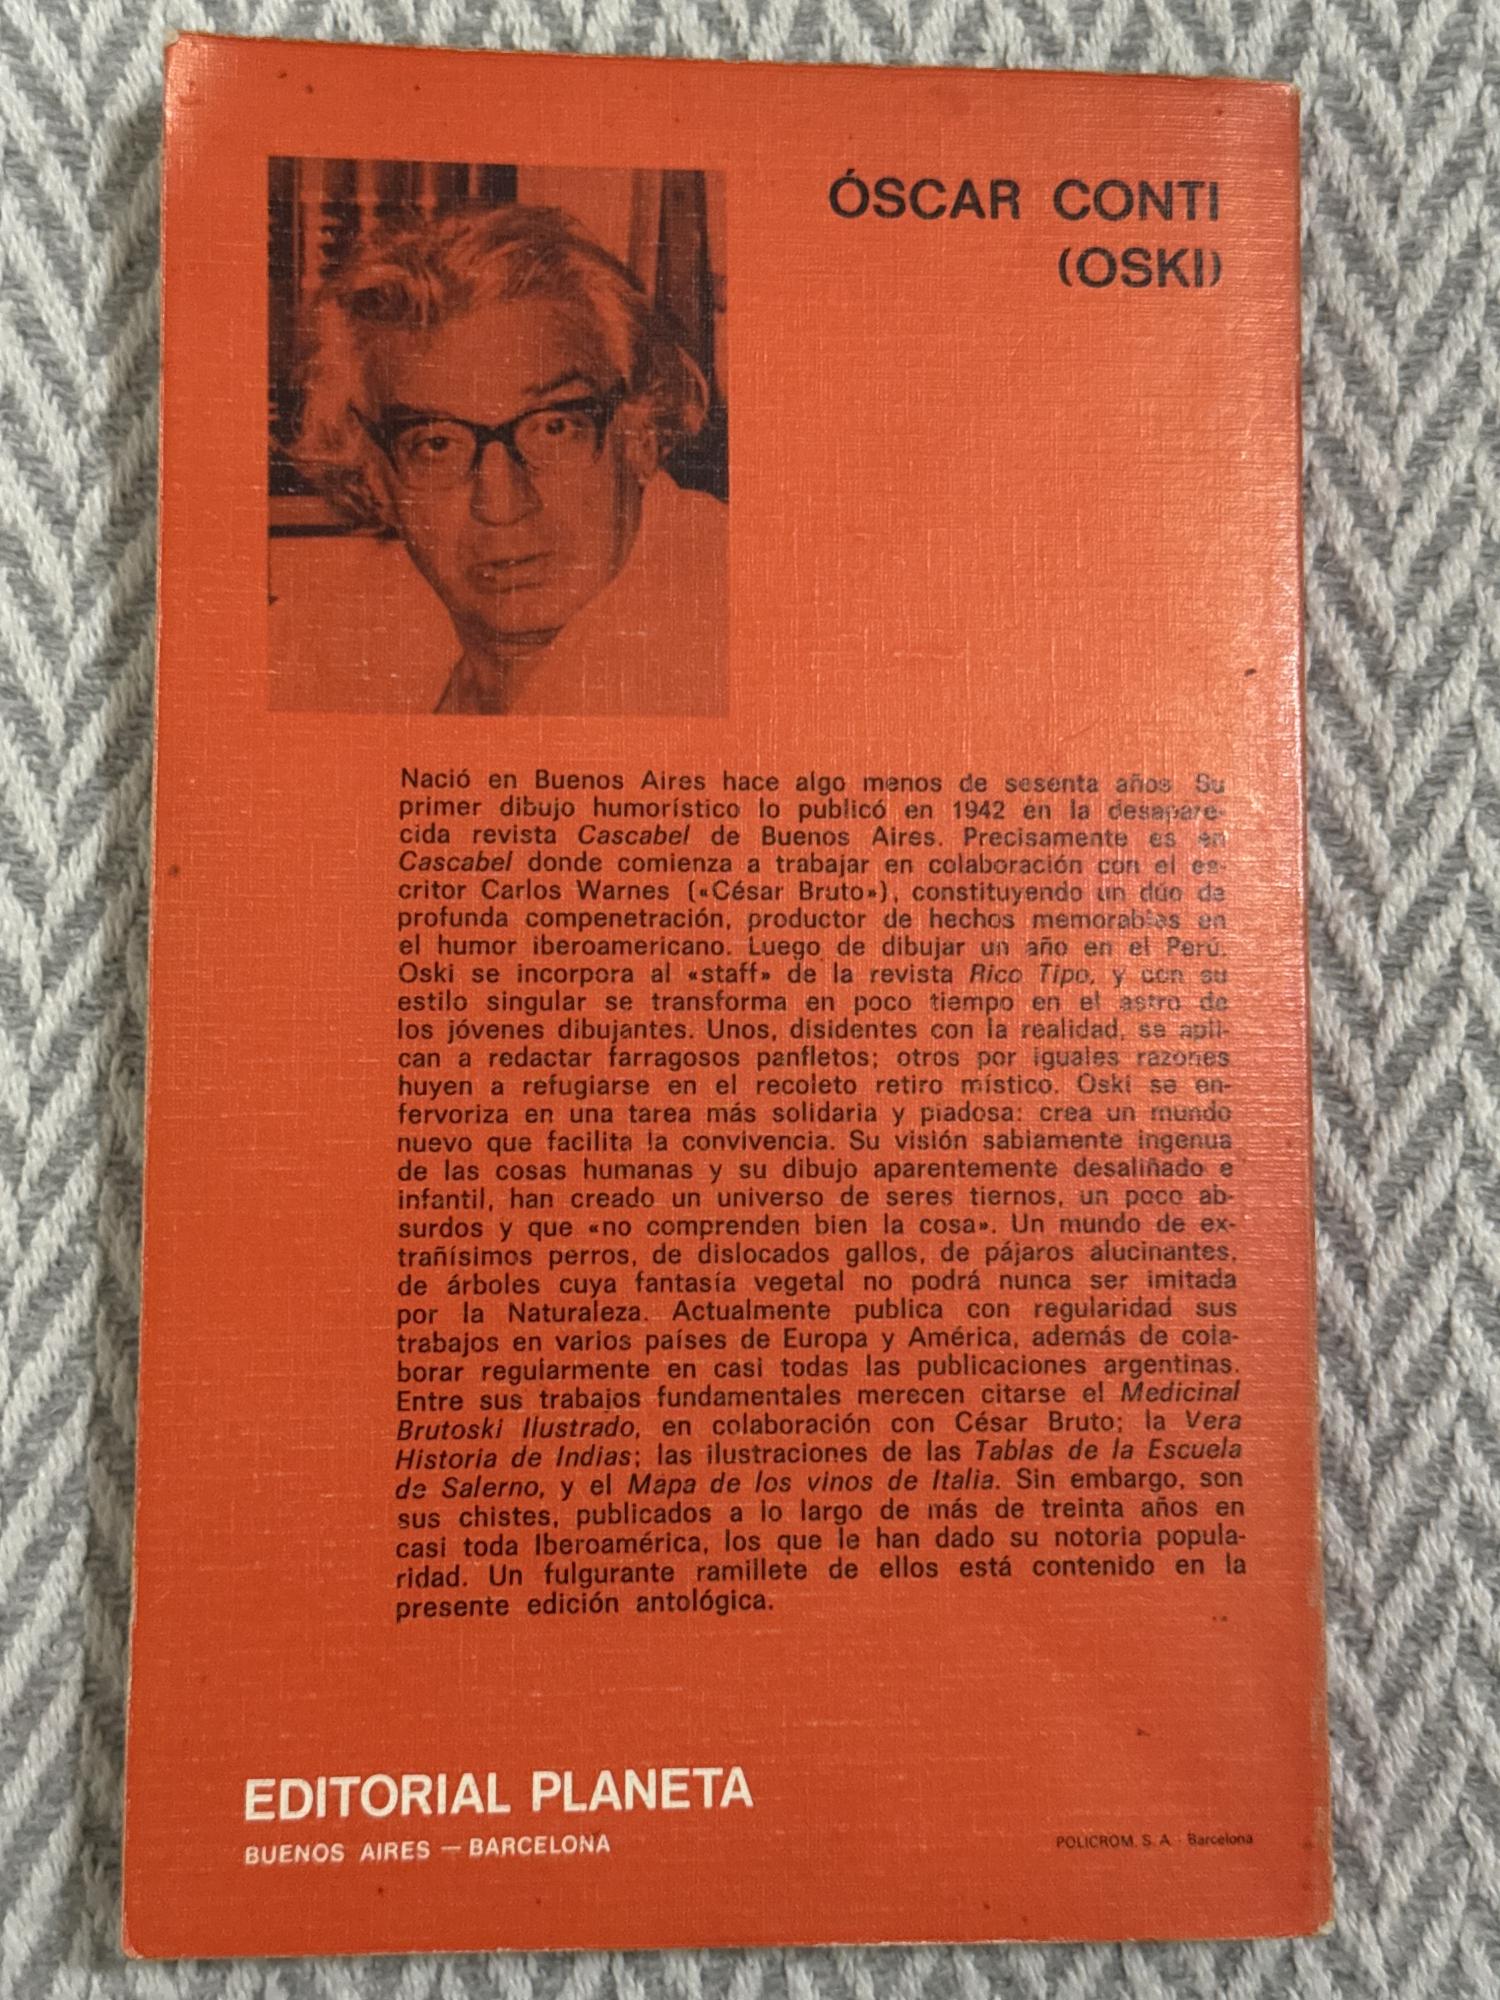 ÓSCAR CONTI
(OSKI)
Nació en Buenos Aires hace algo menos de sesenta años. Su
primer dibujo humorístico lo publicó en 1942 en la desapare-
cida revista Cascabel de Buenos Aires. Precisamente es en
Cascabel donde comienza a trabajar en colaboración con el es-
critor Carlos Warnes («César Bruto»), constituyendo un dúo de
profunda compenetración, productor de hechos memorables en
el humor iberoamericano. Luego de dibujar un año en el Perú.
Oski se incorpora al «staff» de la revista Rico Tipo, y con su
estilo singular se transforma en poco tiempo en el astro de
los jóvenes dibujantes. Unos, disidentes con la realidad, se apli-
can a redactar farragosos panfletos; otros por iguales razones
huyen a refugiarse en el recoleto retiro místico. Oski se en-
fervoriza en una tarea más solidaria y piadosa: crea un mundo
nuevo que facilita la convivencia. Su visión sabiamente ingenua
de las cosas humanas y su dibujo aparentemente desaliñado e
infantil, han creado un universo de seres tiernos, un poco ab-
surdos y que «no comprenden bien la cosa». Un mundo de ex-
trañísimos perros, de dislocados gallos, de pájaros alucinantes,
de árboles cuya fantasía vegetal no podrá nunca ser imitada
por la Naturaleza. Actualmente publica con regularidad sus
trabajos en varios países de Europa y América, además de cola-
borar regularmente en casi todas las publicaciones argentinas.
Entre sus trabajos fundamentales merecen citarse el Medicinal
Brutoski Ilustrado, en colaboración con César Bruto; la Vera
Historia de Indias; las ilustraciones de las Tablas de la Escuela
de Salerno, y el Mapa de los vinos de Italia. Sin embargo, son
sus chistes, publicados a lo largo de más de treinta años en
casi toda Iberoamérica, los que le han dado su notoria popula-
ridad. Un fulgurante ramillete de ellos está contenido en la
presente edición antológica.
EDITORIAL PLANETA
BUENOS AIRES — BARCELONA
POLICROM, S. A. - Barcelona